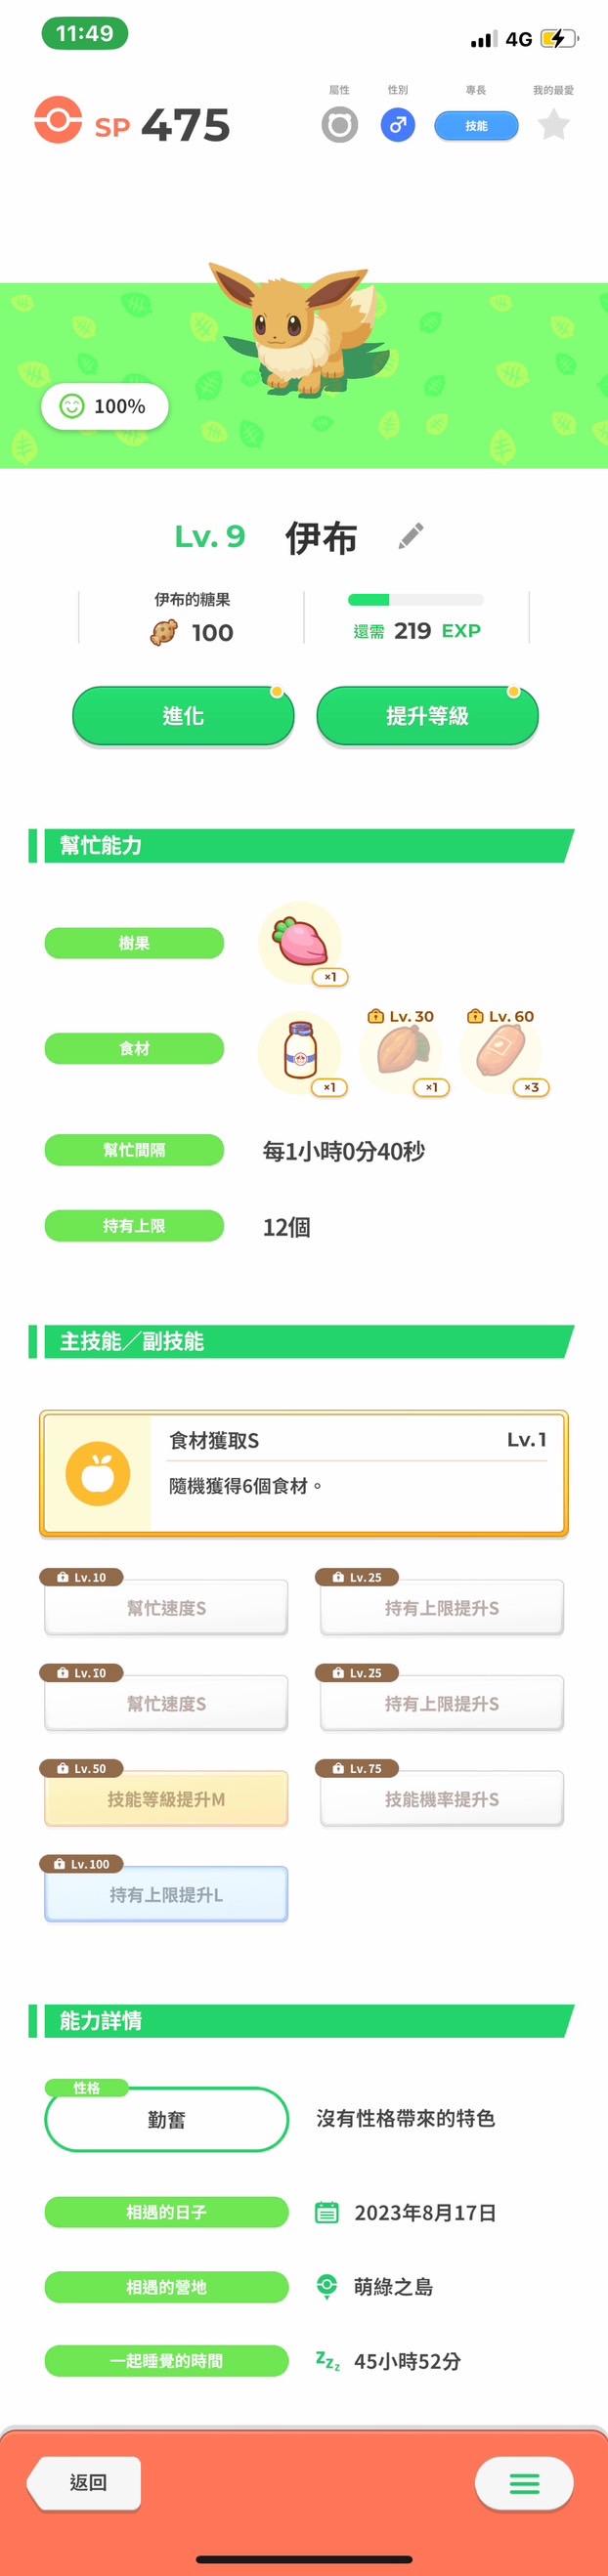 11:49
4G
屬性 性別 專長 我的最愛
SP 475
技能
100%
Lv. 9 伊布
伊布的糖果
100
還需 219 EXP
進化 提升等級
幫忙能力
樹果
×1
食材
Lv. 30 Lv. 60
×1 ×1 ×3
幫忙間隔 每1小時0分40秒
持有上限 12個
主技能／副技能
食材獲取S Lv. 1
隨機獲得6個食材。
Lv. 10 Lv. 25
幫忙速度S 持有上限提升S
Lv. 10 Lv. 25
幫忙速度S 持有上限提升S
Lv. 50 Lv. 75
技能等級提升M 技能機率提升S
Lv. 100
持有上限提升L
能力詳情
性格
勤奮 沒有性格帶來的特色
相遇的日子 2023年8月17日
相遇的營地 萌綠之島
一起睡覺的時間 zzz 45小時52分
返回